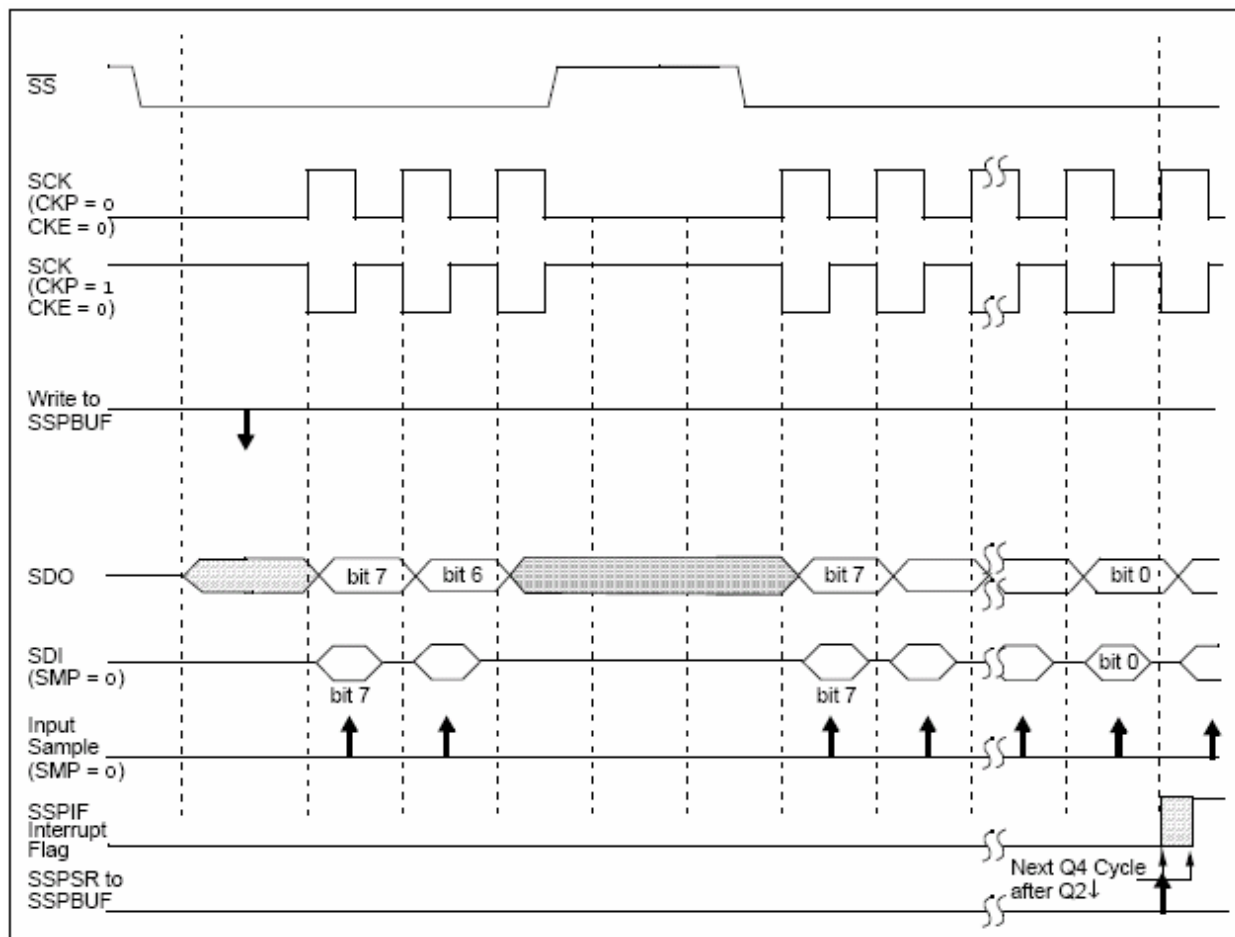 SS
SCK
(CKP = 0
CKE = 0)
SCK
(CKP = 1
CKE = 0)
Write to
SSPBUF
SDO
bit 7
bit 6
bit 7
bit 0
SDI
(SMP = 0)
bit 7
bit 7
bit 0
Input
Sample
(SMP = 0)
SSPIF
Interrupt
Flag
SSPSR to
SSPBUF
Next Q4 Cycle
after Q2↓